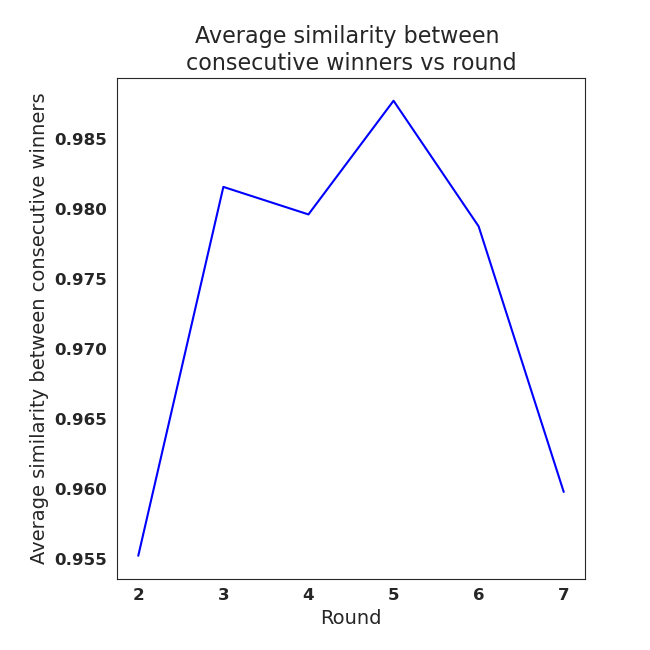 Average similarity between
consecutive winners vs round
Average similarity between consecutive winners
0.985
0.980
0.975
0.970
0.965
0.960
0.955
2 3 4 5 6 7
Round